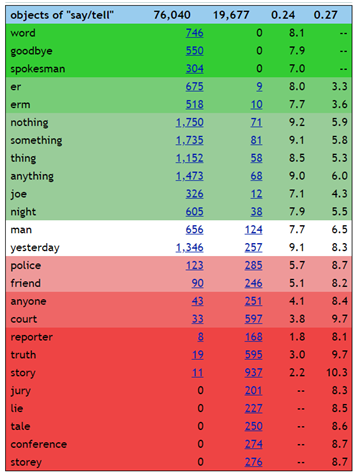 objects of "say/tell" 76,040 19,677 0.24 0.27
word 746 0 8.1 --
goodbye 550 0 7.9 --
spokesman 304 0 7.0 --
er 675 9 8.0 3.3
erm 518 10 7.7 3.6
nothing 1,750 71 9.2 5.9
something 1,735 81 9.1 5.8
thing 1,152 58 8.5 5.3
anything 1,473 68 9.0 6.0
joe 326 12 7.1 4.3
night 605 38 7.9 5.5
man 656 124 7.7 6.5
yesterday 1,346 257 9.1 8.3
police 123 285 5.7 8.7
friend 90 246 5.1 8.2
anyone 43 251 4.1 8.4
court 33 597 3.8 9.7
reporter 8 168 1.8 8.1
truth 19 595 3.0 9.7
story 11 937 2.2 10.3
jury 0 201 -- 8.3
lie 0 227 -- 8.5
tale 0 250 -- 8.6
conference 0 274 -- 8.7
storey 0 276 -- 8.7